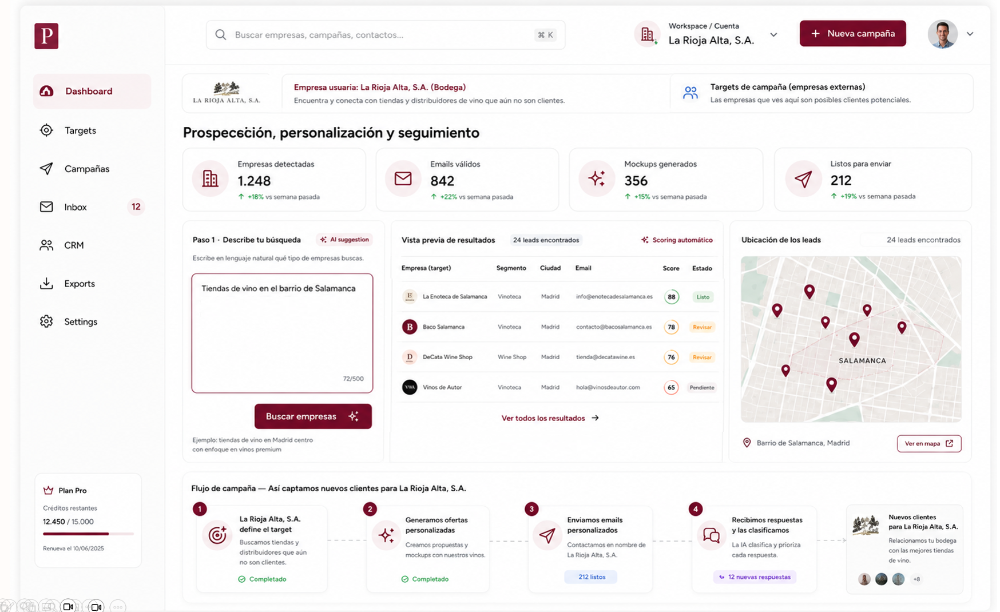 P
Buscar empresas, campañas, contactos...
⌘ K
Workspace / Cuenta
La Rioja Alta, S.A.
+ Nueva campaña
Dashboard
Targets
Campañas
Inbox
12
CRM
Exports
Settings
Plan Pro
Créditos restantes
12.450 / 15.000
Renueva el 10/06/2025
LA RIOJA ALTA, S.A.
Empresa usuaria: La Rioja Alta, S.A. (Bodega)
Encuentra y conecta con tiendas y distribuidores de vino que aún no son clientes.
Targets de campaña (empresas externas)
Las empresas que ves aquí son posibles clientes potenciales.
Prospección, personalización y seguimiento
Empresas detectadas
1.248
+18% vs semana pasada
Emails válidos
842
+22% vs semana pasada
Mockups generados
356
+15% vs semana pasada
Listos para enviar
212
+19% vs semana pasada
Paso 1 · Describe tu búsqueda
AI suggestion
Escribe en lenguaje natural qué tipo de empresas buscas.
Tiendas de vino en el barrio de Salamanca
72/500
Buscar empresas
Ejemplo: tiendas de vino en Madrid centro
con enfoque en vinos premium
Vista previa de resultados
24 leads encontrados
Scoring automático
Empresa (target) Segmento Ciudad Email Score Estado
E La Enoteca de Salamanca Vinoteca Madrid info@enotecadesalamanca.es 88 Listo
B Baco Salamanca Vinoteca Madrid contacto@bacosalamanca.es 78 Revisar
D DeCata Wine Shop Wine Shop Madrid tienda@decatawine.es 76 Revisar
Vinos de Autor Vinoteca Madrid hola@vinosdeautor.com 65 Pendiente
Ver todos los resultados
Ubicación de los leads
24 leads encontrados
SALAMANCA
Barrio de Salamanca, Madrid
Ver en mapa
Flujo de campaña — Así captamos nuevos clientes para La Rioja Alta, S.A.
1
La Rioja Alta, S.A.
define el target
Buscamos tiendas y
distribuidores que aún
no son clientes.
Completado
2
Generamos ofertas
personalizadas
Creamos propuestas y
mockups con nuestros vinos.
Completado
3
Enviamos emails
personalizados
Contactamos en nombre de
La Rioja Alta, S.A.
212 listos
4
Recibimos respuestas
y las clasificamos
La IA clasifica y prioriza
cada respuesta.
12 nuevas respuestas
Nuevos clientes
para La Rioja Alta, S.A.
Relacionamos tu bodega
con las mejores tiendas
de vino.
+8